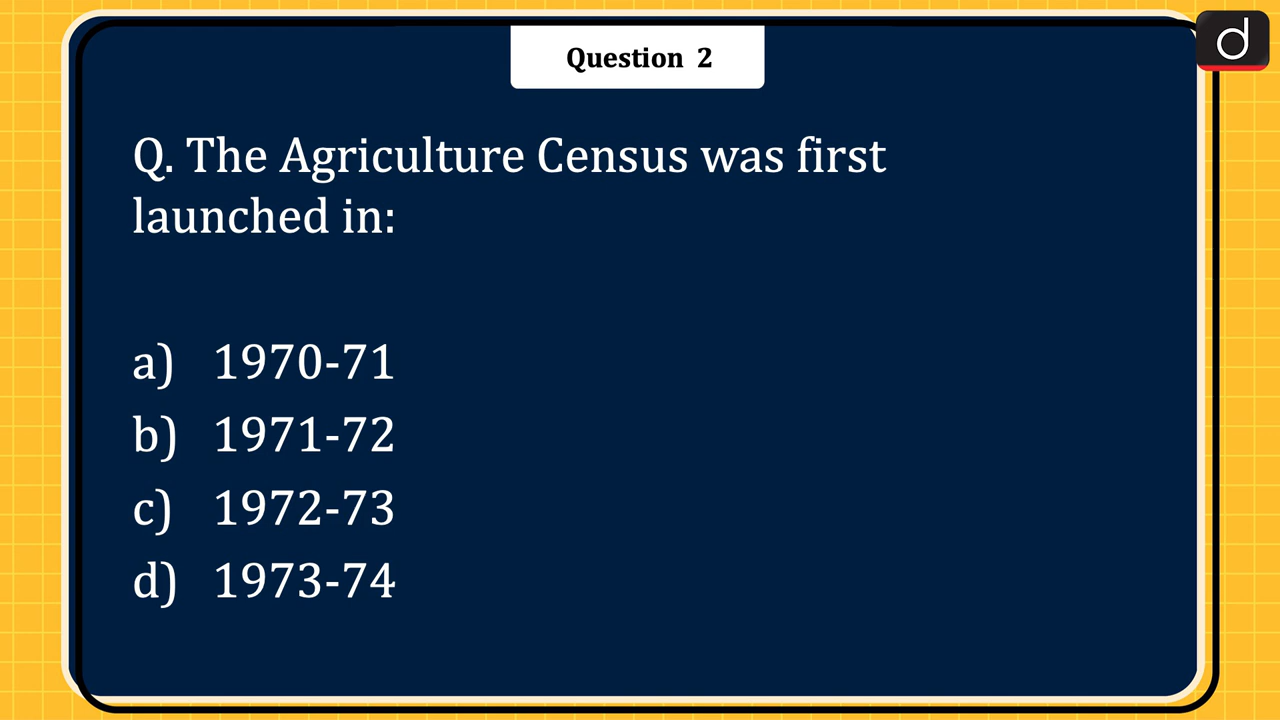 d
Question 2
Q. The Agriculture Census was first
launched in:
a) 1970-71
b) 1971-72
c) 1972-73
d) 1973-74